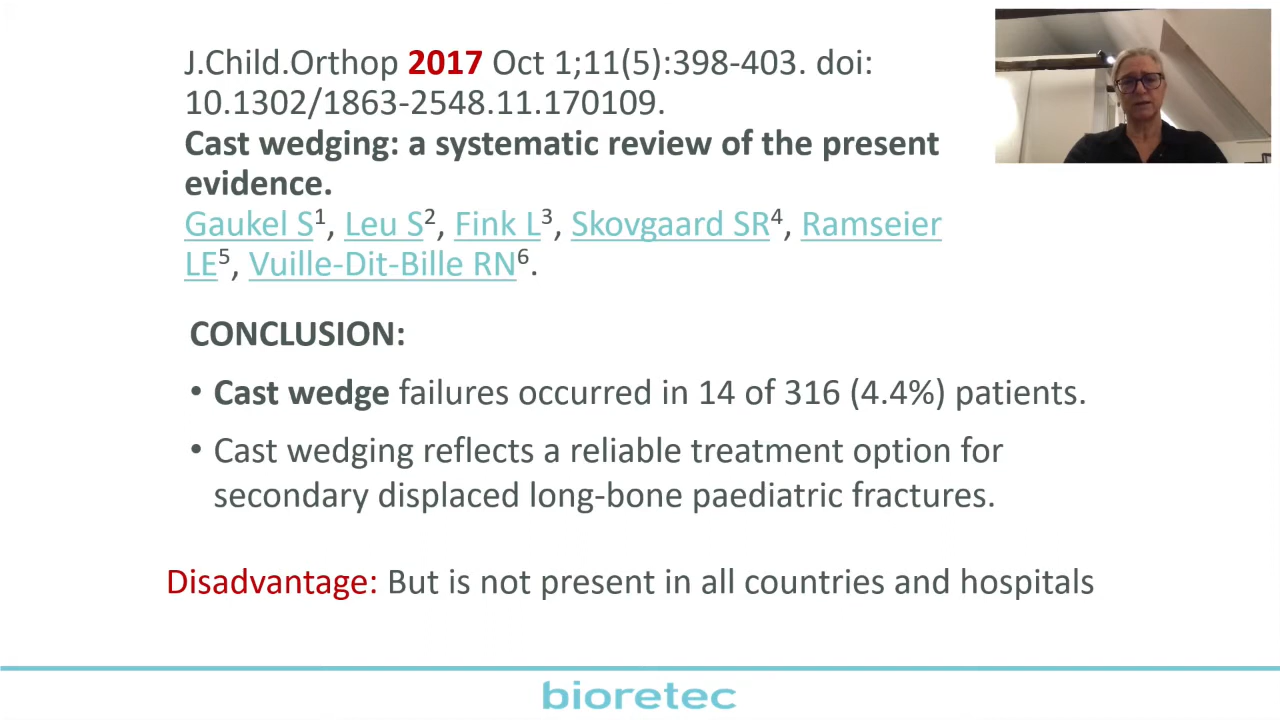 J.Child.Orthop 2017 Oct 1;11(5):398-403. doi:
10.1302/1863-2548.11.170109.
Cast wedging: a systematic review of the present
evidence.
Gaukel S1, Leu S2, Fink L3, Skovgaard SR4, Ramseier
LE5, Vuille-Dit-Bille RN6.
CONCLUSION:
• Cast wedge failures occurred in 14 of 316 (4.4%) patients.
• Cast wedging reflects a reliable treatment option for
secondary displaced long-bone paediatric fractures.
Disadvantage: But is not present in all countries and hospitals
bioretec